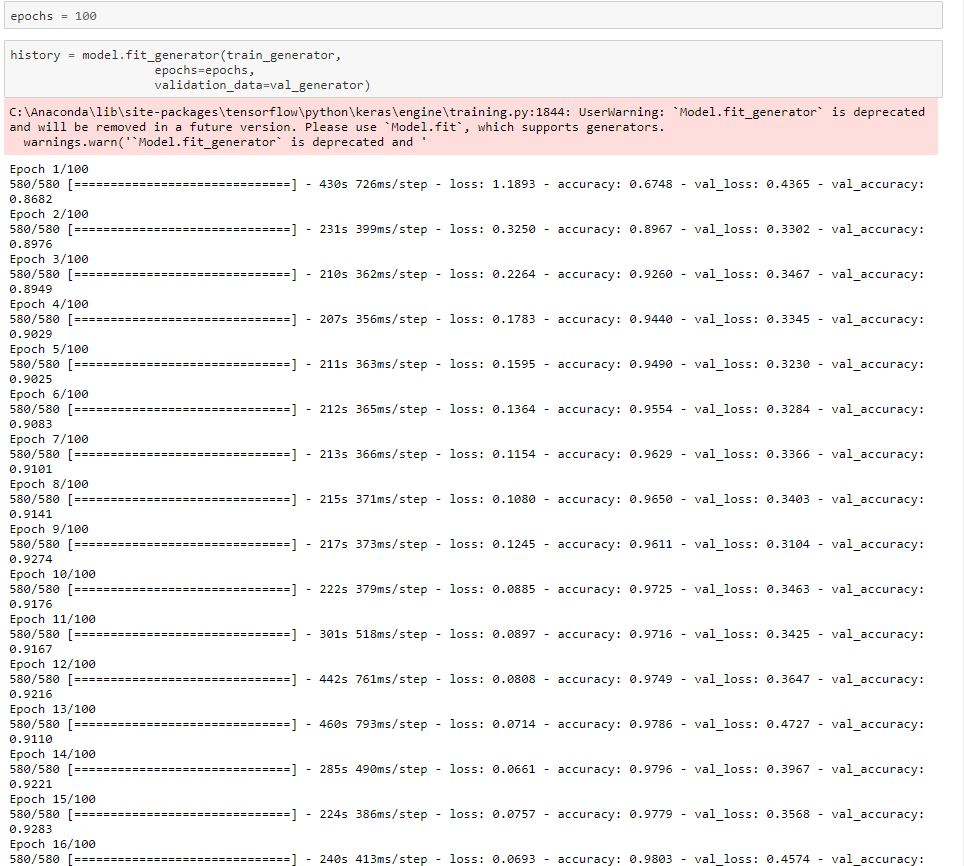 epochs = 100
history = model.fit_generator(train_generator,
epochs=epochs,
validation_data=val_generator)
C:\Anaconda\lib\site-packages\tensorflow\python\keras\engine\training.py:1844: UserWarning: `Model.fit_generator` is deprecated
and will be removed in a future version. Please use `Model.fit`, which supports generators.
warnings.warn('`Model.fit_generator` is deprecated and '
Epoch 1/100
580/580 [==============================] - 430s 726ms/step - loss: 1.1893 - accuracy: 0.6748 - val_loss: 0.4365 - val_accuracy:
0.8682
Epoch 2/100
580/580 [==============================] - 231s 399ms/step - loss: 0.3250 - accuracy: 0.8967 - val_loss: 0.3302 - val_accuracy:
0.8976
Epoch 3/100
580/580 [==============================] - 210s 362ms/step - loss: 0.2264 - accuracy: 0.9260 - val_loss: 0.3467 - val_accuracy:
0.8949
Epoch 4/100
580/580 [==============================] - 207s 356ms/step - loss: 0.1783 - accuracy: 0.9440 - val_loss: 0.3345 - val_accuracy:
0.9029
Epoch 5/100
580/580 [==============================] - 211s 363ms/step - loss: 0.1595 - accuracy: 0.9490 - val_loss: 0.3230 - val_accuracy:
0.9025
Epoch 6/100
580/580 [==============================] - 212s 365ms/step - loss: 0.1364 - accuracy: 0.9554 - val_loss: 0.3284 - val_accuracy:
0.9083
Epoch 7/100
580/580 [==============================] - 213s 366ms/step - loss: 0.1154 - accuracy: 0.9629 - val_loss: 0.3366 - val_accuracy:
0.9101
Epoch 8/100
580/580 [==============================] - 215s 371ms/step - loss: 0.1080 - accuracy: 0.9650 - val_loss: 0.3403 - val_accuracy:
0.9141
Epoch 9/100
580/580 [==============================] - 217s 373ms/step - loss: 0.1245 - accuracy: 0.9611 - val_loss: 0.3104 - val_accuracy:
0.9274
Epoch 10/100
580/580 [==============================] - 222s 379ms/step - loss: 0.0885 - accuracy: 0.9725 - val_loss: 0.3463 - val_accuracy:
0.9176
Epoch 11/100
580/580 [==============================] - 301s 518ms/step - loss: 0.0897 - accuracy: 0.9716 - val_loss: 0.3425 - val_accuracy:
0.9167
Epoch 12/100
580/580 [==============================] - 442s 761ms/step - loss: 0.0808 - accuracy: 0.9749 - val_loss: 0.3647 - val_accuracy:
0.9216
Epoch 13/100
580/580 [==============================] - 460s 793ms/step - loss: 0.0714 - accuracy: 0.9786 - val_loss: 0.4727 - val_accuracy:
0.9110
Epoch 14/100
580/580 [==============================] - 285s 490ms/step - loss: 0.0661 - accuracy: 0.9796 - val_loss: 0.3967 - val_accuracy:
0.9221
Epoch 15/100
580/580 [==============================] - 224s 386ms/step - loss: 0.0757 - accuracy: 0.9779 - val_loss: 0.3568 - val_accuracy:
0.9283
Epoch 16/100
580/580 [==============================] - 240s 413ms/step - loss: 0.0693 - accuracy: 0.9803 - val_loss: 0.4574 - val_accuracy: